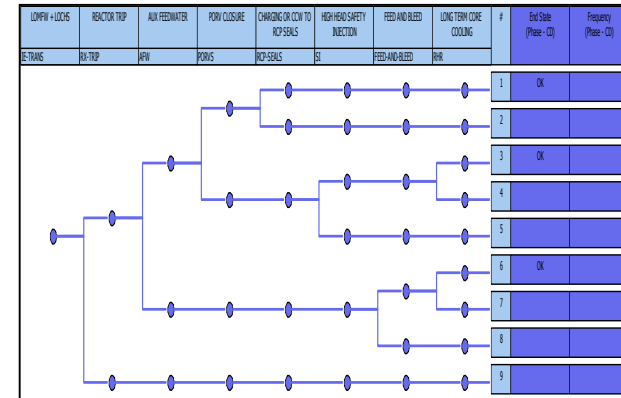 LOMFW + LOCHS
REACTOR TRIP
AUX FEEDWATER
PORV CLOSURE
CHARGING OR CCW TO
RCP SEALS
HIGH HEAD SAFETY
INJECTION
FEED AND BLEED
LONG TERM CORE
COOLING
#
End State
(Phase - CD)
Frequency
(Phase - CD)
IE-TRANS
RX-TRIP
AFW
PORVS
RCP-SEALS
SI
FEED-AND-BLEED
RHR
1 OK
2
3 OK
4
5
6 OK
7
8
9